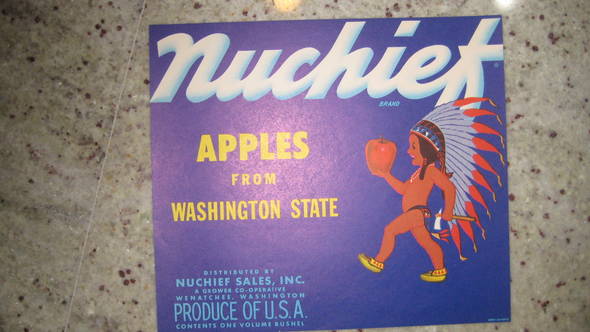 Nuchief
BRAND
APPLES
FROM
WASHINGTON STATE
DISTRIBUTED BY
NUCHIEF SALES, INC.
A GROWER CO-OPERATIVE
WENATCHEE, WASHINGTON
PRODUCE OF U.S.A.
CONTENTS ONE VOLUME BUSHEL